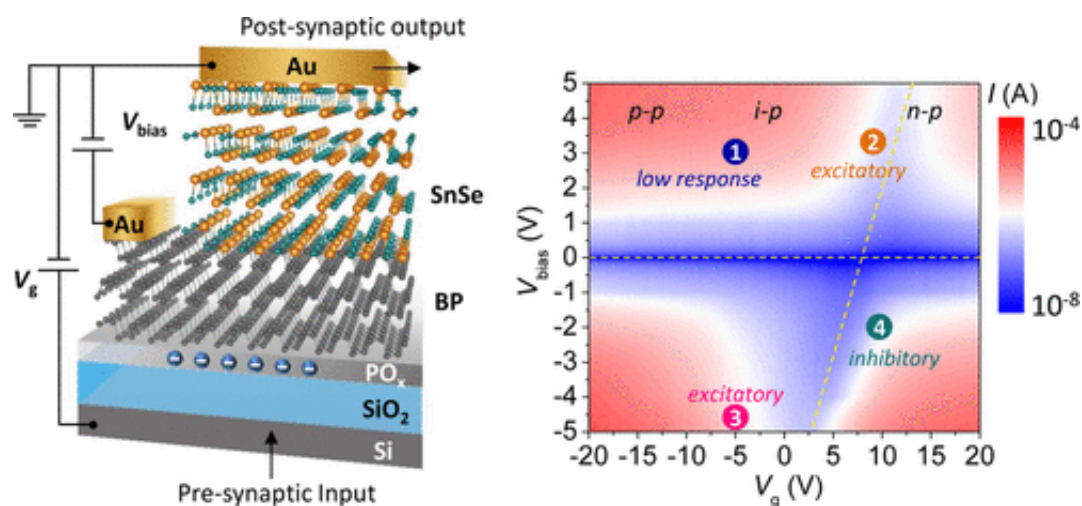 Post-synaptic output
Au
V_bias
SnSe
Au
V_g
BP
PO_x
SiO_2
Si
Pre-synaptic Input
5
4
3
2
1
0
-1
-2
-3
-4
-5
V_bias (V)
p-p i-p n-p
1
low response
2
excitatory
4
inhibitory
excitatory
3
-20 -15 -10 -5 0 5 10 15 20
V_g (V)
I (A)
10^-4
10^-8